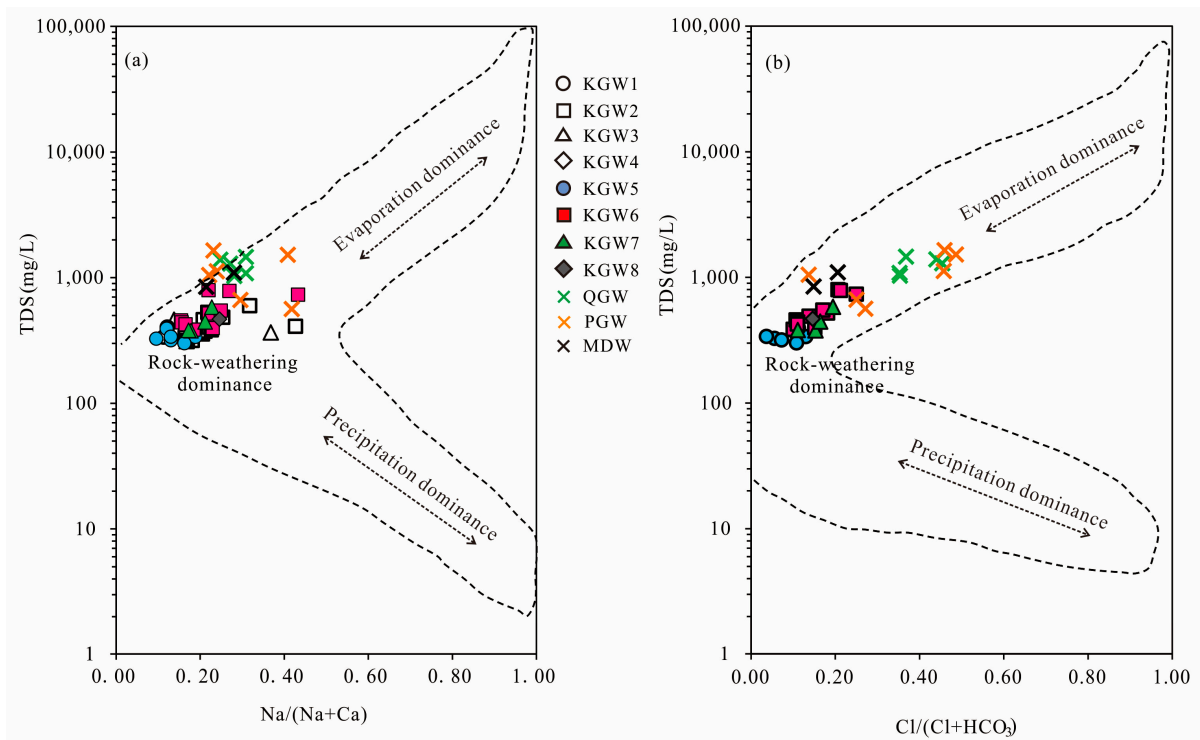 (a)
100,000
10,000
1,000
100
10
1
TDS(mg/L)
0. 00
0. 20
0. 40
0. 60
0. 80
1. 00
Na/(Na+Ca)
Evaporation dominance
Rock-weathering
dominance
Precipitation dominance
KGW1
KGW2
KGW3
KGW4
KGW5
KGW6
KGW7
KGW8
QGW
PGW
MDW
(b)
100,000
10,000
1,000
100
10
1
TDS(mg/L)
0.00
0.20
0.40
0.60
0.80
1.00
Cl/(Cl+HCO₃)
Evaporation dominance
Rock-weathering
dominance
Precipitation dominance